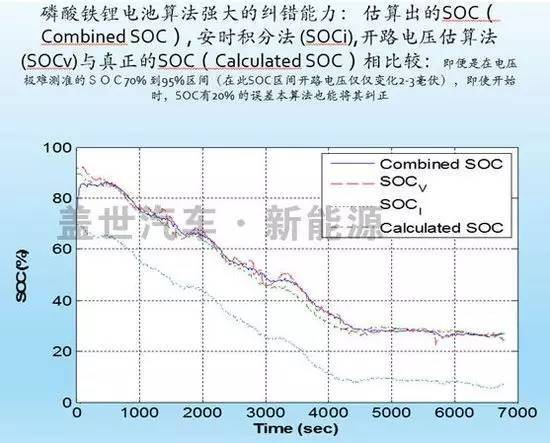 磷酸铁锂电池算法强大的纠错能力：估算出的SOC（
Combined SOC）,安时积分法(SOCi),开路电压估算法
(SOCv)与真正的SOC（Calculated SOC）相比较：即便是在电压
极难测准的ＳＯＣ70%到95%区间（在此SOC区间开路电压仅仅变化2-3毫伏），即使开始
时，SOC有20%的误差本算法也能将其纠正
100
80
60
40
20
0
SOC(%)
Combined SOC
SOCV
SOCI
Calculated SOC
盖世汽车·新能源
0 1000 2000 3000 4000 5000 6000 7000
Time (sec)